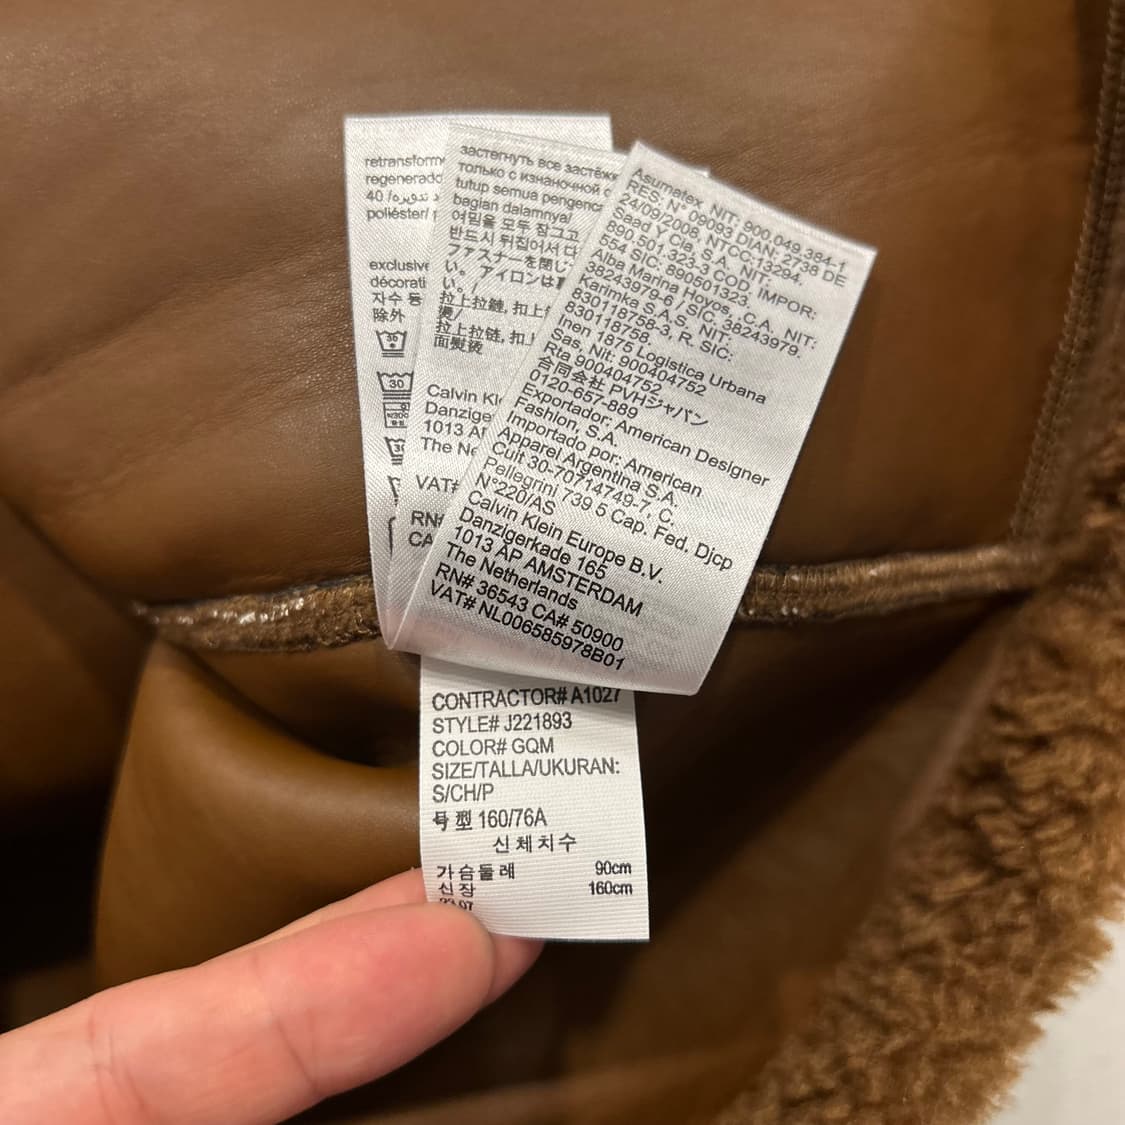 retransform
regenerado
40 /تدويره
poliéster/
exclusive
décorati
자수 등
除外
30
застегнуть все застёжк
только с изнаночной
tutup semua pengenc
bagian dalamnya/
여밈을 모두 잠그고
반드시 뒤집어서 다
ファスナーを閉じ
い。アイロンは
い。/
拉上拉鏈, 扣上
燙/
拉上拉链, 扣
面熨烫
Calvin Kl
Danzige
1013 AP
The Ne
VAT#
RN#
CA
Asumatex, NIT: 900.049.384-1
RES. N° 09093 DIAN: 2738 DE
24/09/2008, NTCC:13294.
Saad Y Cia, S.A. NIT:
890.501.323-3 COD. IMPOR:
554 SIC: 890501323.
Alba Marina Hoyos, C.A. NIT:
38243979-6 / SIC. 38243979.
Karimka S.A.S, NIT:
830118758-3, R. SIC:
830118758.
Inen 1875 Logistica Urbana
Sas, Nit: 900404752
Rta 900404752
合同会社 PVHジャパン
0120-657-889
Exportador: American Designer
Fashion, S.A.
Importado por: American
Apparel Argentina S.A.
Cuit 30-70714749-7, C.
Pellegrini 739 5 Cap. Fed. Djcp
N°220/AS
Calvin Klein Europe B.V.
Danzigerkade 165
1013 AP AMSTERDAM
The Netherlands
RN# 36543 CA# 50900
VAT# NL006585978B01
CONTRACTOR# A1027
STYLE# J221893
COLOR# GQM
SIZE/TALLA/UKURAN:
S/CH/P
号型 160/76A
신체치수
가슴둘레 90cm
신장 160cm